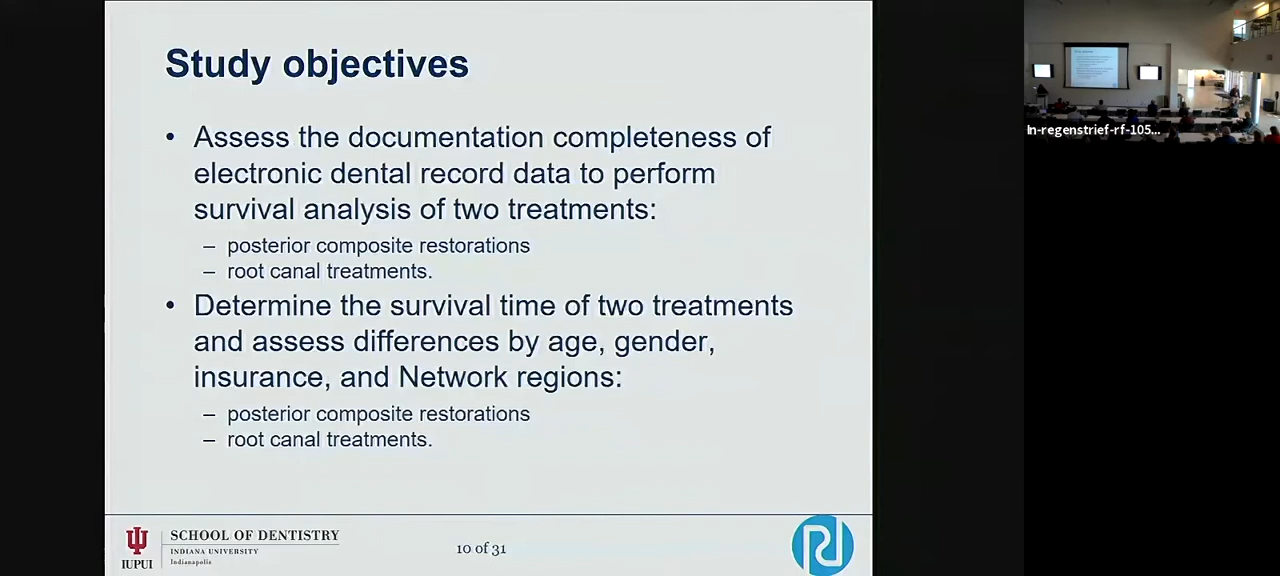 Study objectives
• Assess the documentation completeness of
electronic dental record data to perform
survival analysis of two treatments:
– posterior composite restorations
– root canal treatments.
• Determine the survival time of two treatments
and assess differences by age, gender,
insurance, and Network regions:
– posterior composite restorations
– root canal treatments.
IUPUI
SCHOOL OF DENTISTRY
INDIANA UNIVERSITY
Indianapolis
10 of 31
In-regenstrief-rf-105...